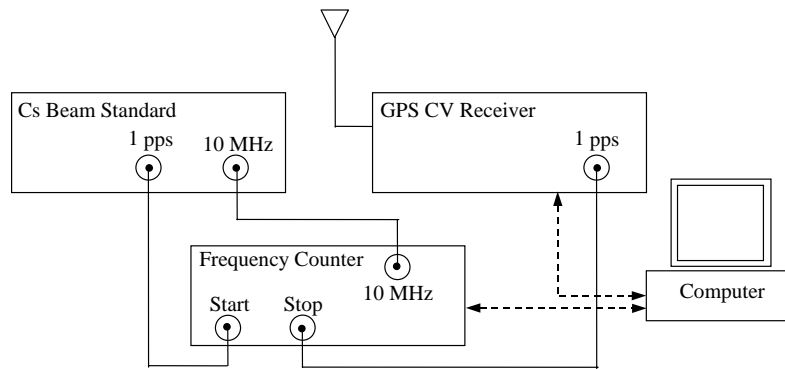 Cs Beam Standard
1 pps
10 MHz
GPS CV Receiver
1 pps
Frequency Counter
10 MHz
Start
Stop
Computer